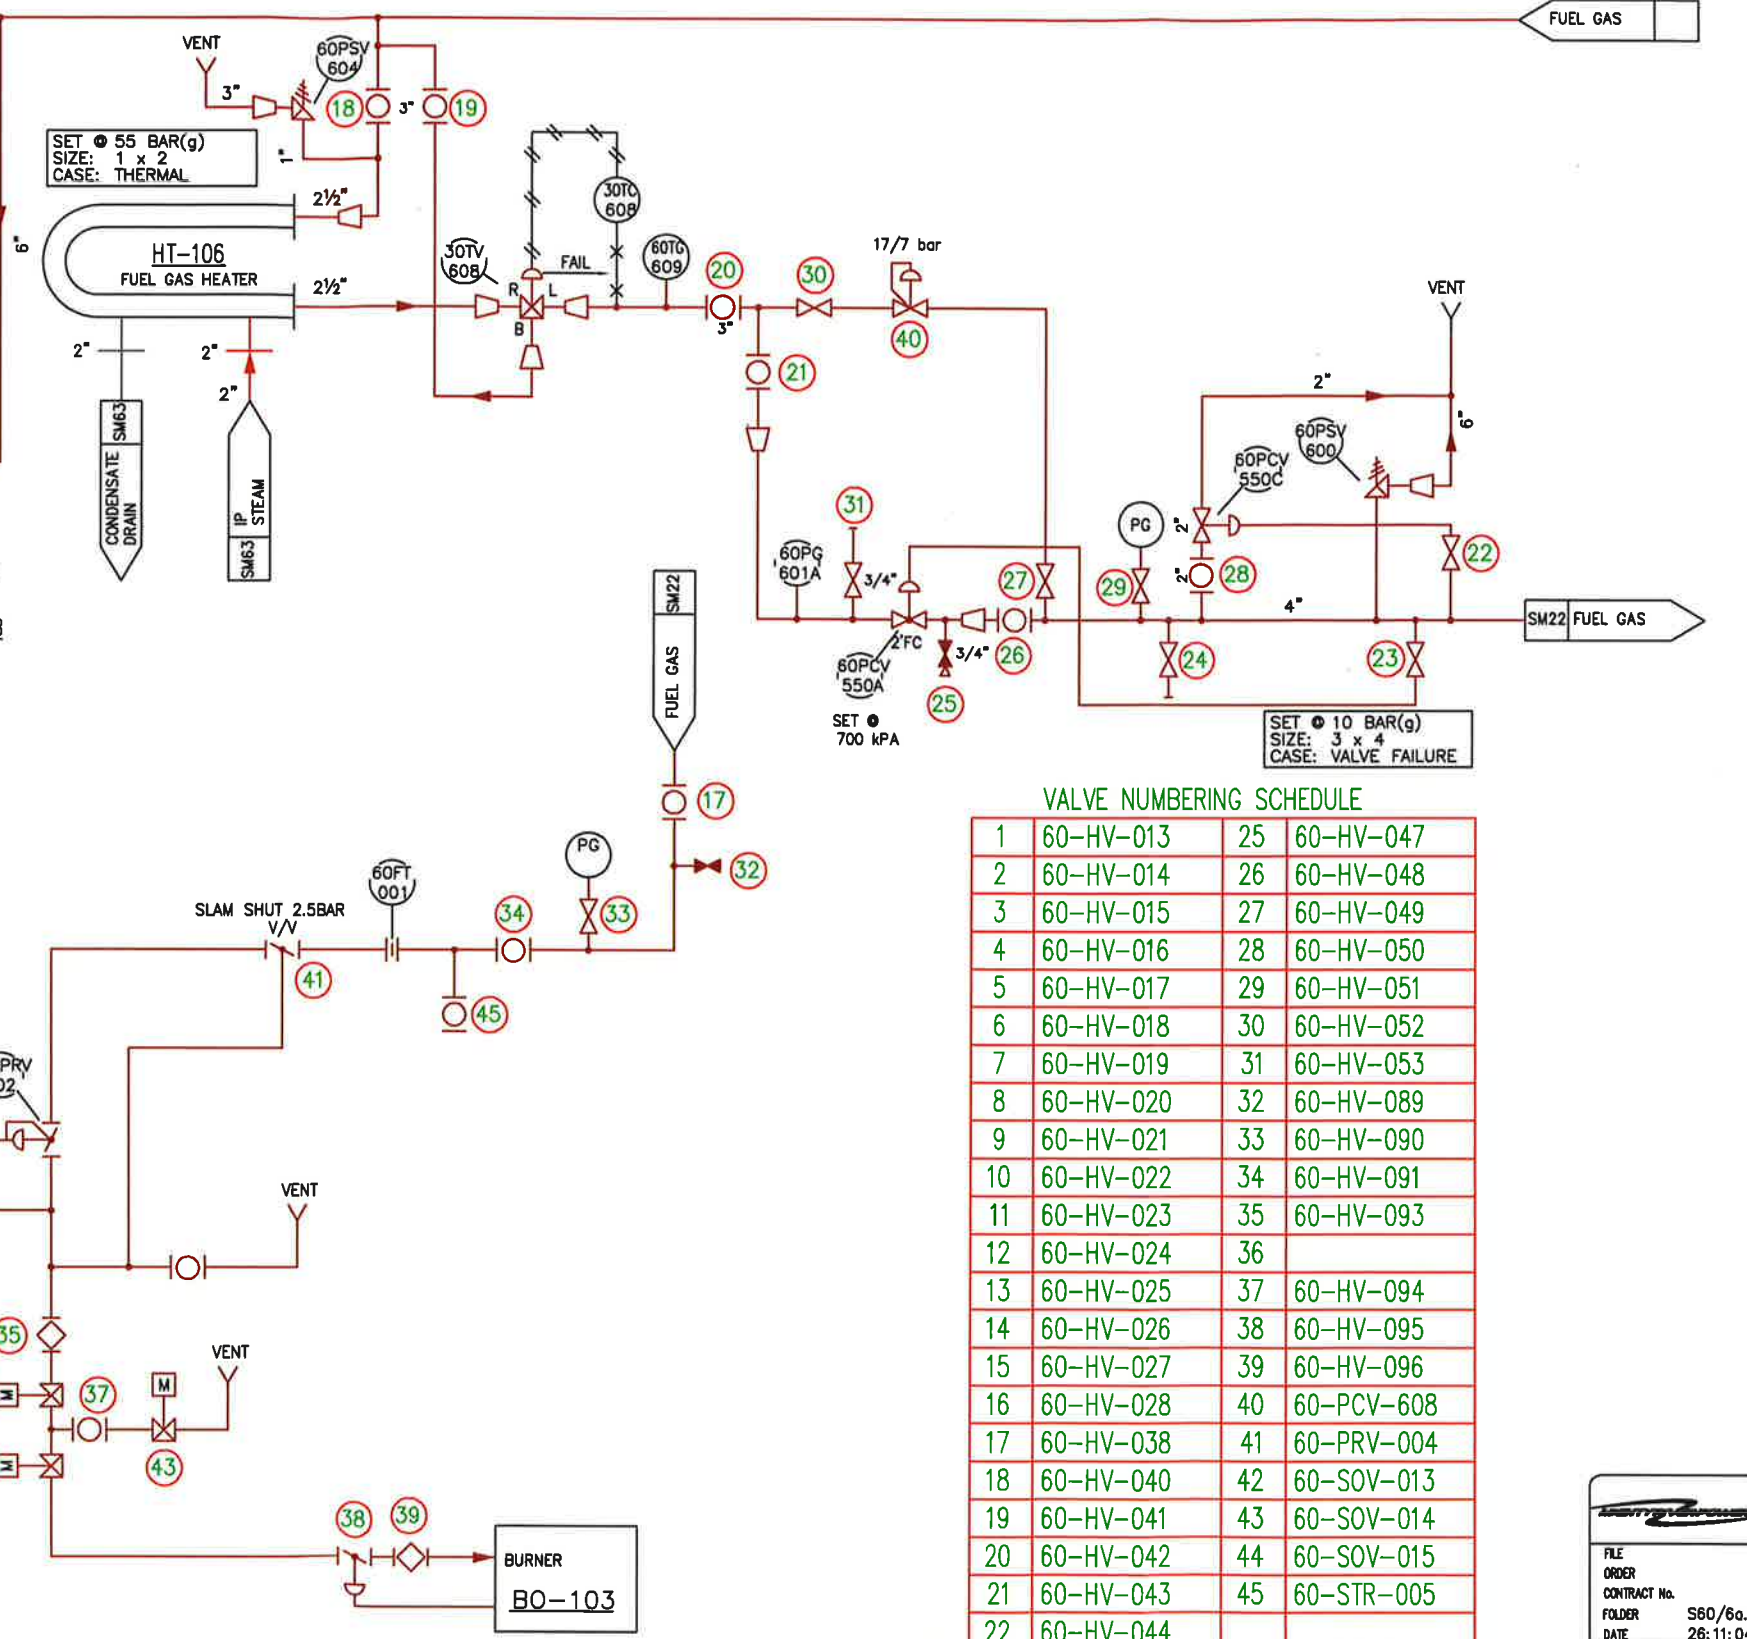 FUEL GAS
VENT
60PSV
604
3"
18
3"
19
SET @ 55 BAR(g)
SIZE: 1 x 2
CASE: THERMAL
1"
2½"
6"
HT-106
FUEL GAS HEATER
2½"
30TC
608
30TV
608
FAIL
R
L
B
60TG
609
20
3"
30
17/7 bar
40
21
VENT
2"
2"
2"
SM63
CONDENSATE
DRAIN
IP
STEAM
SM63
2"
6"
60PSV
600
60PCV
550C
PG
2"
2"
28
29
22
31
60PG
601A
3/4"
27
4"
SM22 FUEL GAS
2"FC
3/4"
26
24
23
60PCV
550A
25
SET @
700 kPA
SET @ 10 BAR(g)
SIZE: 3 x 4
CASE: VALVE FAILURE
SM22
FUEL GAS
17
PG
32
33
34
60FT
001
SLAM SHUT 2.5BAR
V/V
41
45
PRV
02
VENT
35
VENT
M
37
M
43
M
38
39
BURNER
BO-103
VALVE NUMBERING SCHEDULE
1 60-HV-013 25 60-HV-047
2 60-HV-014 26 60-HV-048
3 60-HV-015 27 60-HV-049
4 60-HV-016 28 60-HV-050
5 60-HV-017 29 60-HV-051
6 60-HV-018 30 60-HV-052
7 60-HV-019 31 60-HV-053
8 60-HV-020 32 60-HV-089
9 60-HV-021 33 60-HV-090
10 60-HV-022 34 60-HV-091
11 60-HV-023 35 60-HV-093
12 60-HV-024 36
13 60-HV-025 37 60-HV-094
14 60-HV-026 38 60-HV-095
15 60-HV-027 39 60-HV-096
16 60-HV-028 40 60-PCV-608
17 60-HV-038 41 60-PRV-004
18 60-HV-040 42 60-SOV-013
19 60-HV-041 43 60-SOV-014
20 60-HV-042 44 60-SOV-015
21 60-HV-043 45 60-STR-005
22 60-HV-044
FILE
ORDER
CONTRACT No.
FOLDER S60/6a.
DATE 26:11:04